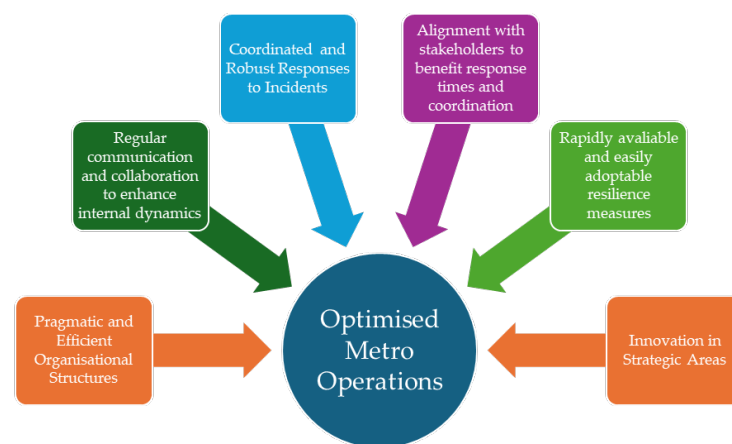 Coordinated and
Robust Responses
to Incidents
Alignment with
stakeholders to
benefit response
times and
coordination
Regular
communication
and collaboration
to enhance
internal dynamics
Rapidly avaliable
and easily
adoptable
resilience
measures
Pragmatic and
Efficient
Organisational
Structures
Optimised
Metro
Operations
Innovation in
Strategic Areas